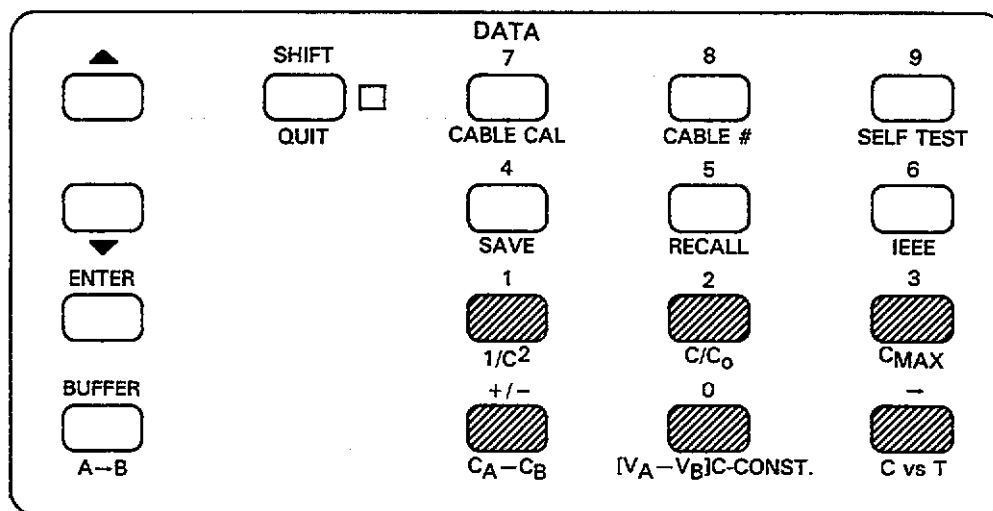 DATA
▲ SHIFT 7 8 9
QUIT CABLE CAL CABLE # SELF TEST
4 5 6
▼ SAVE RECALL IEEE
ENTER 1 2 3
1/C² C/C₀ CMAX
BUFFER +/− 0 →
A→B CA−CB [VA−VB]C-CONST. C vs T